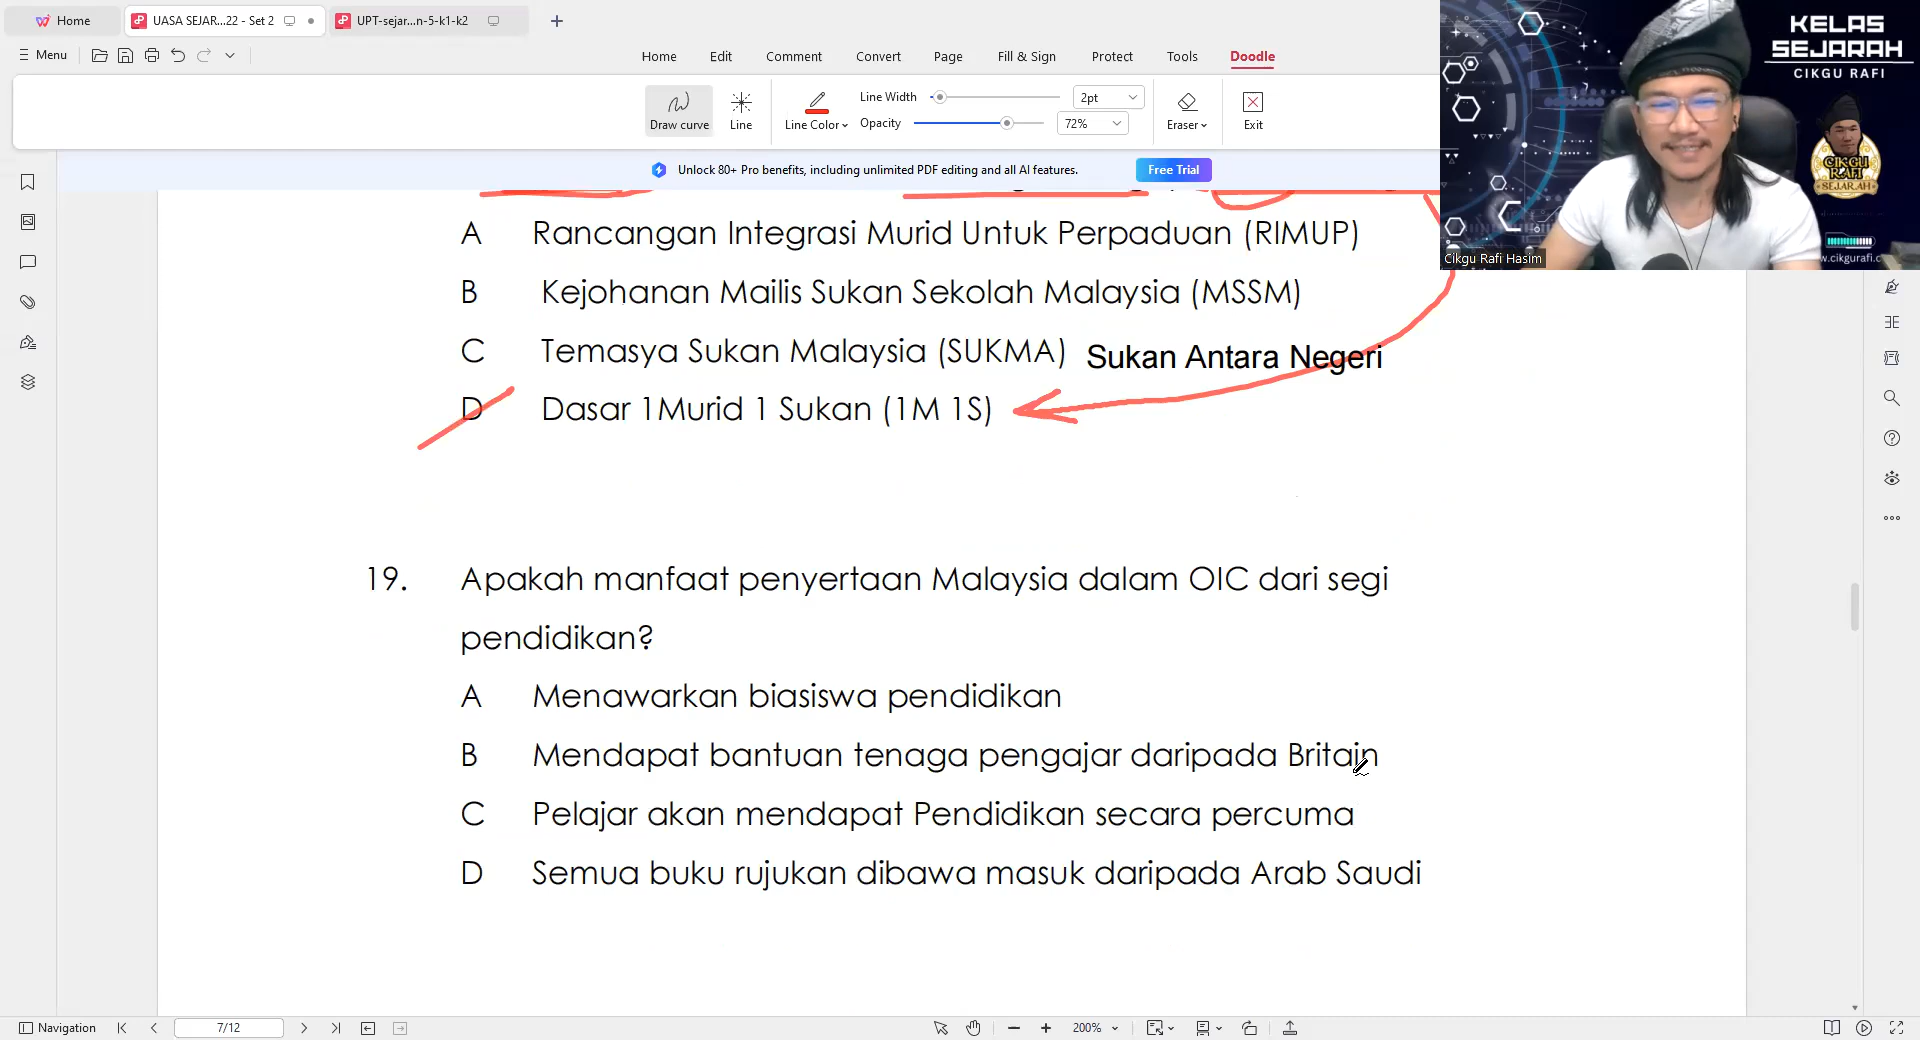 Home
UASA SEJAR...22 - Set 2
UPT-sejar...n-5-k1-k2
Menu
Home Edit Comment Convert Page Fill & Sign Protect Tools Doodle
KELAS
SEJARAH
CIKGU RAFI
Draw curve
Line
Line Color
Line Width 2pt
Opacity 72%
Eraser
Exit
Unlock 80+ Pro benefits, including unlimited PDF editing and all AI features. Free Trial
CIKGU
RAFI
SEJARAH
Cikgu Rafi Hasim
A Rancangan Integrasi Murid Untuk Perpaduan (RIMUP)
B Kejohanan Mailis Sukan Sekolah Malaysia (MSSM)
C Temasya Sukan Malaysia (SUKMA) Sukan Antara Negeri
D Dasar 1Murid 1 Sukan (1M 1S)
19. Apakah manfaat penyertaan Malaysia dalam OIC dari segi
pendidikan?
A Menawarkan biasiswa pendidikan
B Mendapat bantuan tenaga pengajar daripada Britain
C Pelajar akan mendapat Pendidikan secara percuma
D Semua buku rujukan dibawa masuk daripada Arab Saudi
Navigation 7/12 200%